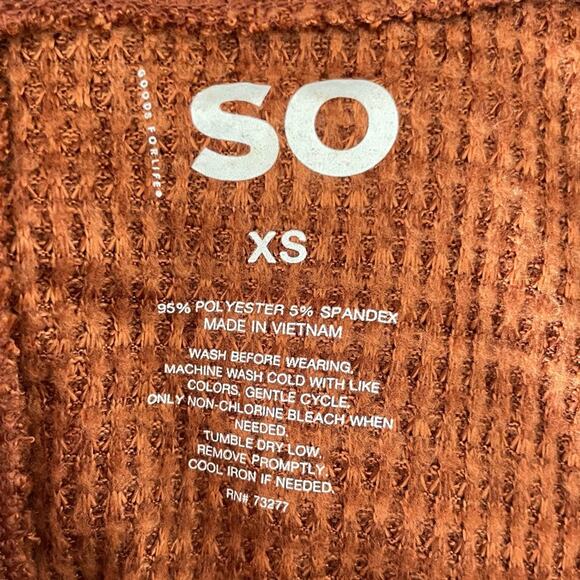 GOODS FOR LIFE
SO
XS
95% POLYESTER 5% SPANDEX
MADE IN VIETNAM
WASH BEFORE WEARING.
MACHINE WASH COLD WITH LIKE
COLORS, GENTLE CYCLE.
ONLY NON-CHLORINE BLEACH WHEN
NEEDED.
TUMBLE DRY LOW.
REMOVE PROMPTLY.
COOL IRON IF NEEDED.
RN# 73277